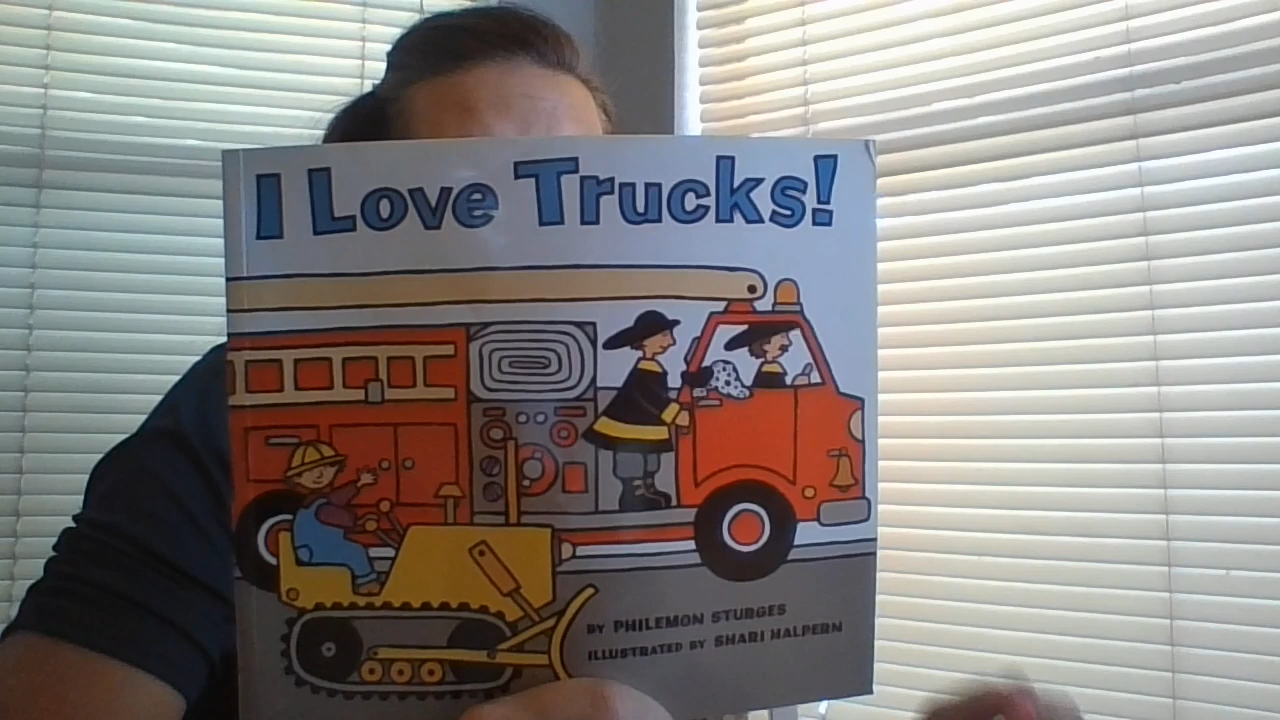 I Love Trucks!
BY PHILEMON STURGES
ILLUSTRATED BY SHARI HALPERN